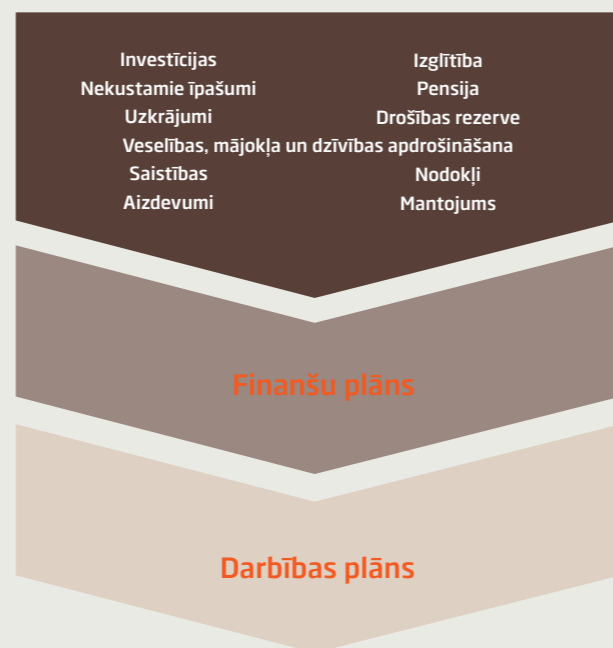 Investīcijas Izglītība
Nekustamie īpašumi Pensija
Uzkrājumi Drošības rezerve
Veselības, mājokļa un dzīvības apdrošināšana
Saistības Nodokļi
Aizdevumi Mantojums
Finanšu plāns
Darbības plāns